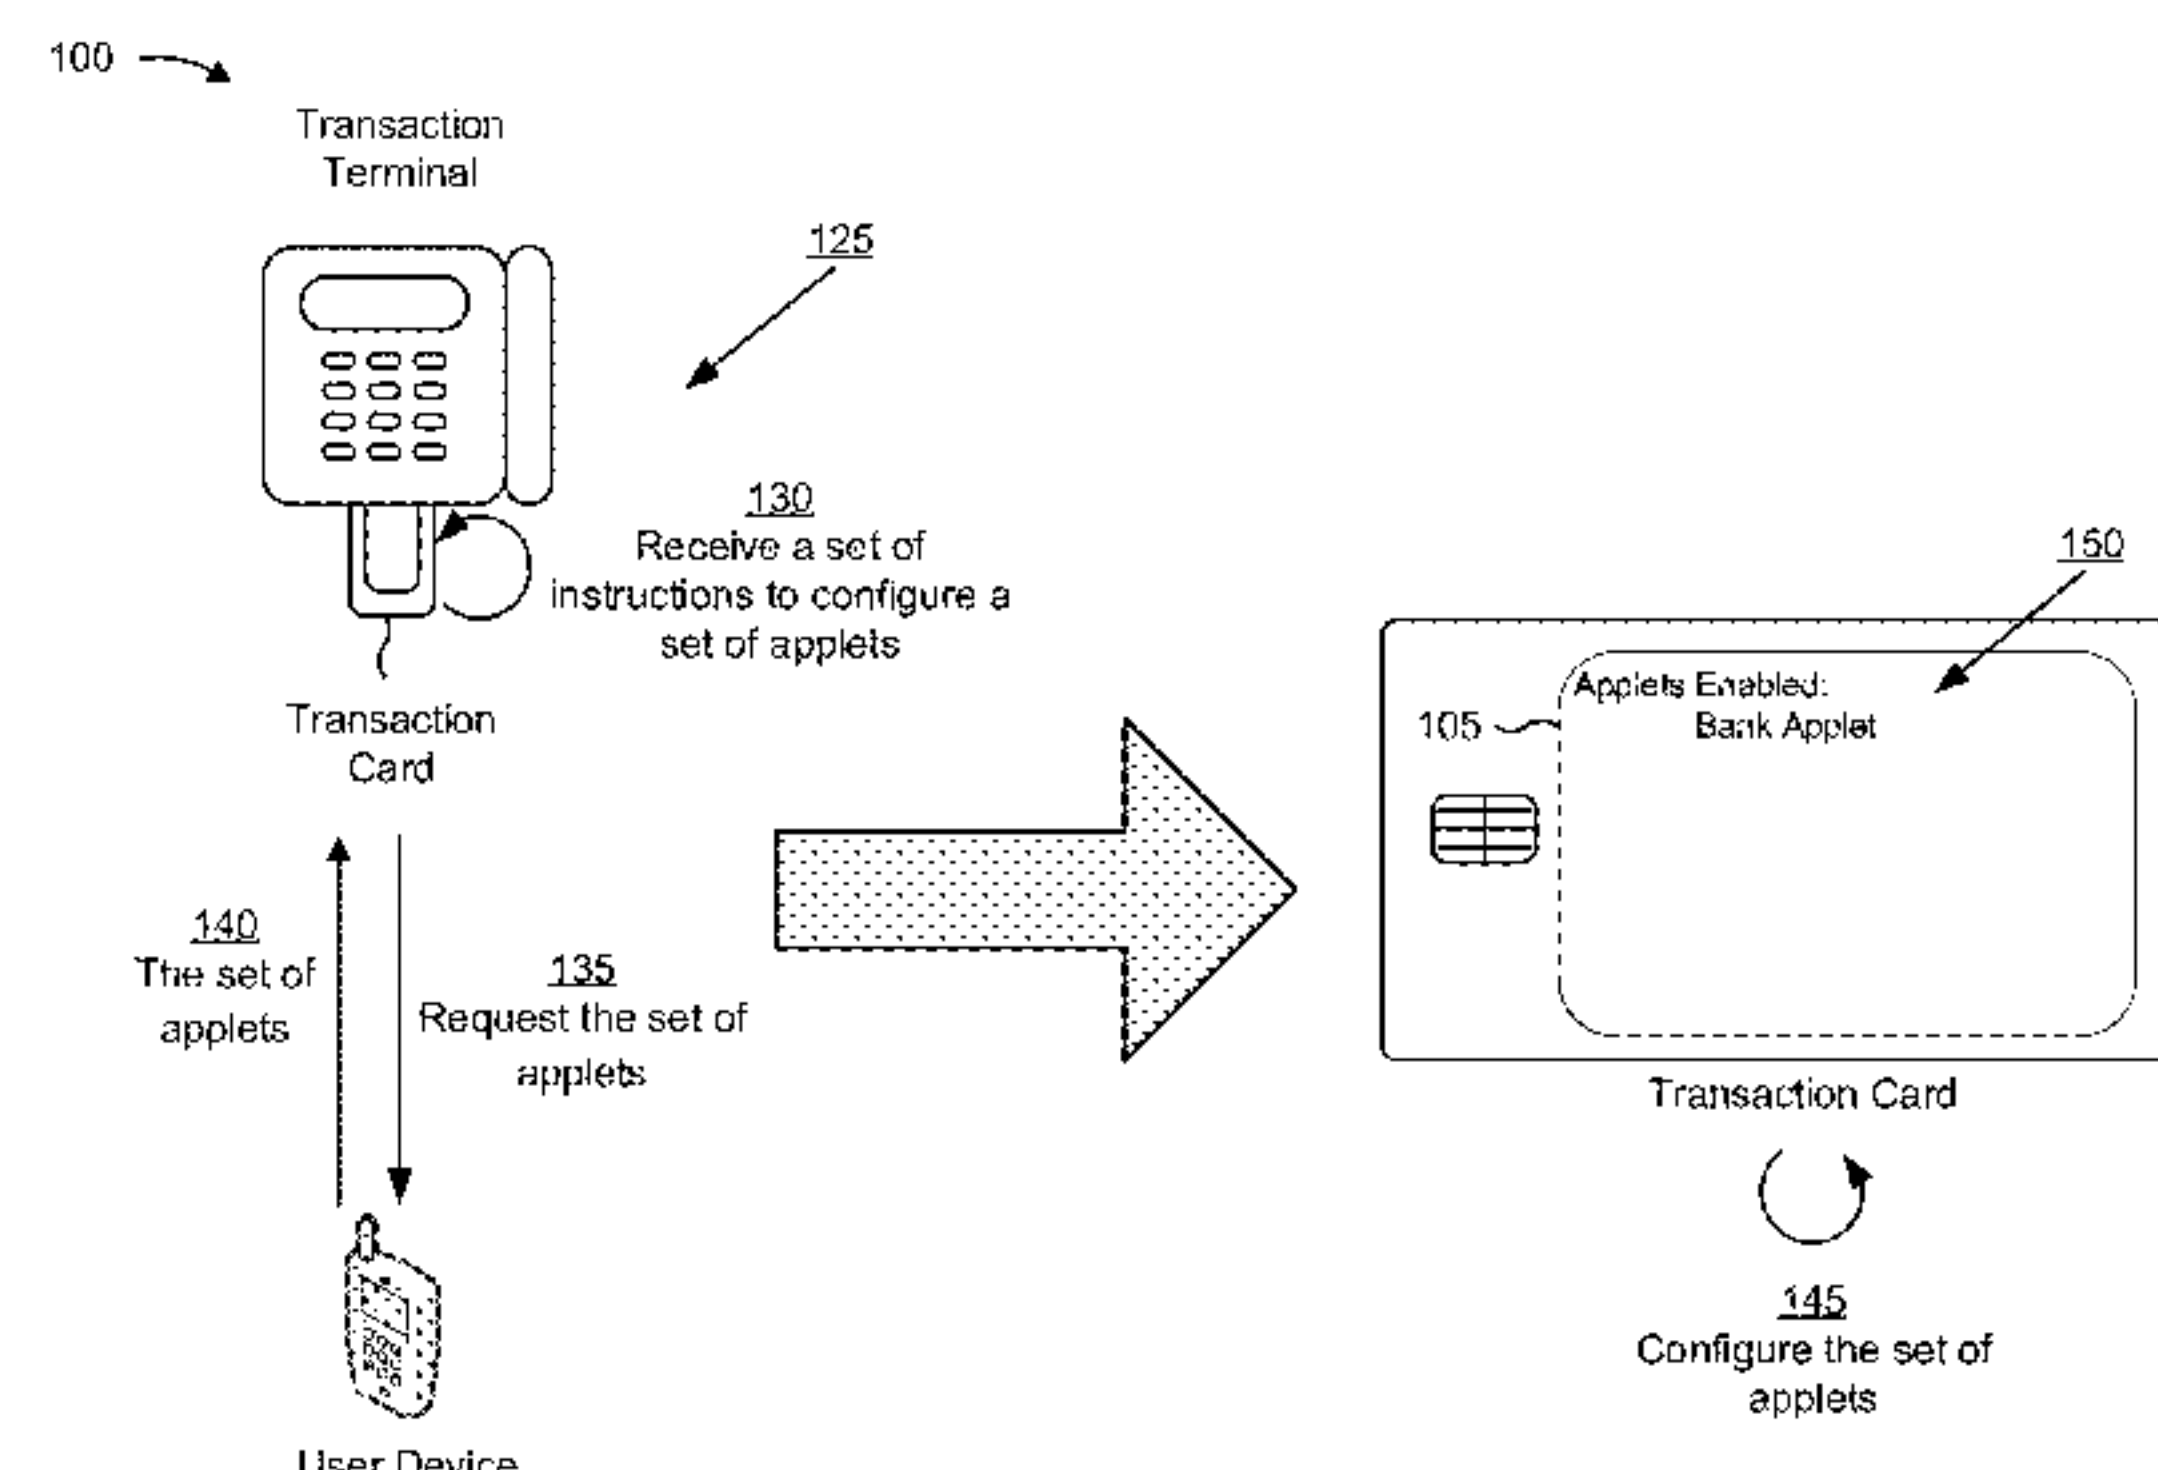 100
Transaction
Terminal
125
130
Receive a set of
instructions to configure a
set of applets
Transaction
Card
140
The set of
applets
135
Request the set of
applets
User Device
150
Applets Enabled:
Bank Applet
105
Transaction Card
145
Configure the set of
applets